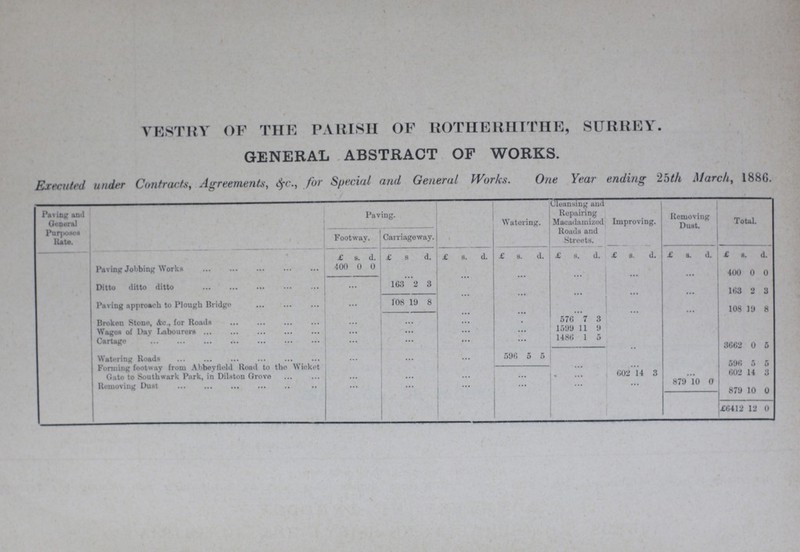 VESTRY OF THE PARISH OF ROTHERHITHE, SURREY.
GENERAL ABSTRACT OF WORKS.
Executed under Contracts, Agreements, &c., for Special and General Works. One Year ending 25th March, 1886.
Paving and General Purposes Rate.
Paving.
Footway. Carriageway.
Watering.
Cleansing and Repairing Macadamized Roads and Streets.
Improving.
Removing Dust.
Total.
£ s. d. £ s d. £ s. d. £ s. d. £ s. d. £ s. d. £ s. d. £ s. d.
Paving Jobbing Works ... ... ... ... ... 400 0 0 ... ... ... ... ... ... 400 0 0
Ditto ditto ditto ... ... ... ... ... ... 163 2 3 ... ... ... ... ... 163 2 3
Paving approach to Plough Bridge ... ... ... ... 108 19 8 ... ... ... ... ... 108 19 8
Broken Stone, &c., for Roads ... ... ... ... ... ... ... ... .. 576 7 3
Wages of Day Labourers ... ... ... ... ... ... ... ... ... ... 1599 11 9
Cartage ... ... ... ... ... ... ... ... ... ... ... 1486 1 5 .. 3662 0 5
Watering Roads ... ... ... ... ... ... ... ... ... 596 5 5 ... ... 596 5 5
Forming footway from Abbeyfield Road to the Wicket
Gate to Southwark Park, in Dilston Grove ... ... ... ... ... ... ... 602 14 3 ... 602 14 3
Removing Dust ... ... ... ... .. .. ... ... ... ... ... ... 879 10 0 879 10 0
£6412 12 0